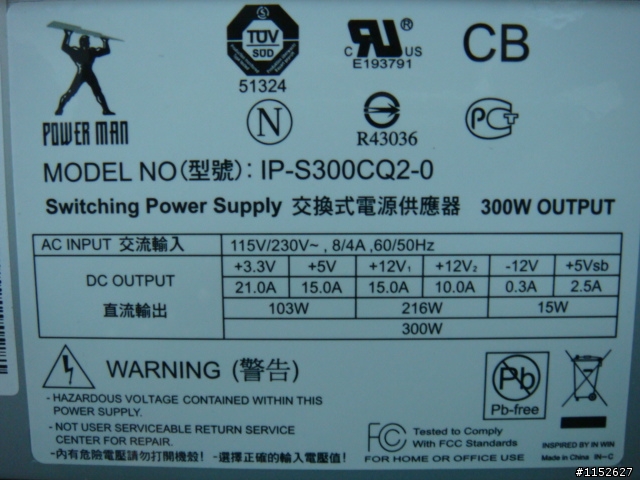 TÜV
SÜD
51324
C US
E193791
CB
POWER MAN
N
R43036
MODEL NO(型號): IP-S300CQ2-0
Switching Power Supply 交換式電源供應器 300W OUTPUT
AC INPUT 交流輸入 115V/230V~ , 8/4A ,60/50Hz
DC OUTPUT
直流輸出
+3.3V +5V +12V₁ +12V₂ -12V +5Vsb
21.0A 15.0A 15.0A 10.0A 0.3A 2.5A
103W 216W 15W
300W
WARNING (警告)
- HAZARDOUS VOLTAGE CONTAINED WITHIN THIS
POWER SUPPLY.
- NOT USER SERVICEABLE RETURN SERVICE
CENTER FOR REPAIR.
-內有危險電壓請勿打開機殼! -選擇正確的輸入電壓值!
Pb
Pb-free
FC Tested to Comply
With FCC Standards
FOR HOME OR OFFICE USE
INSPIRED BY IN WIN
Made in China IN-C
#1152627